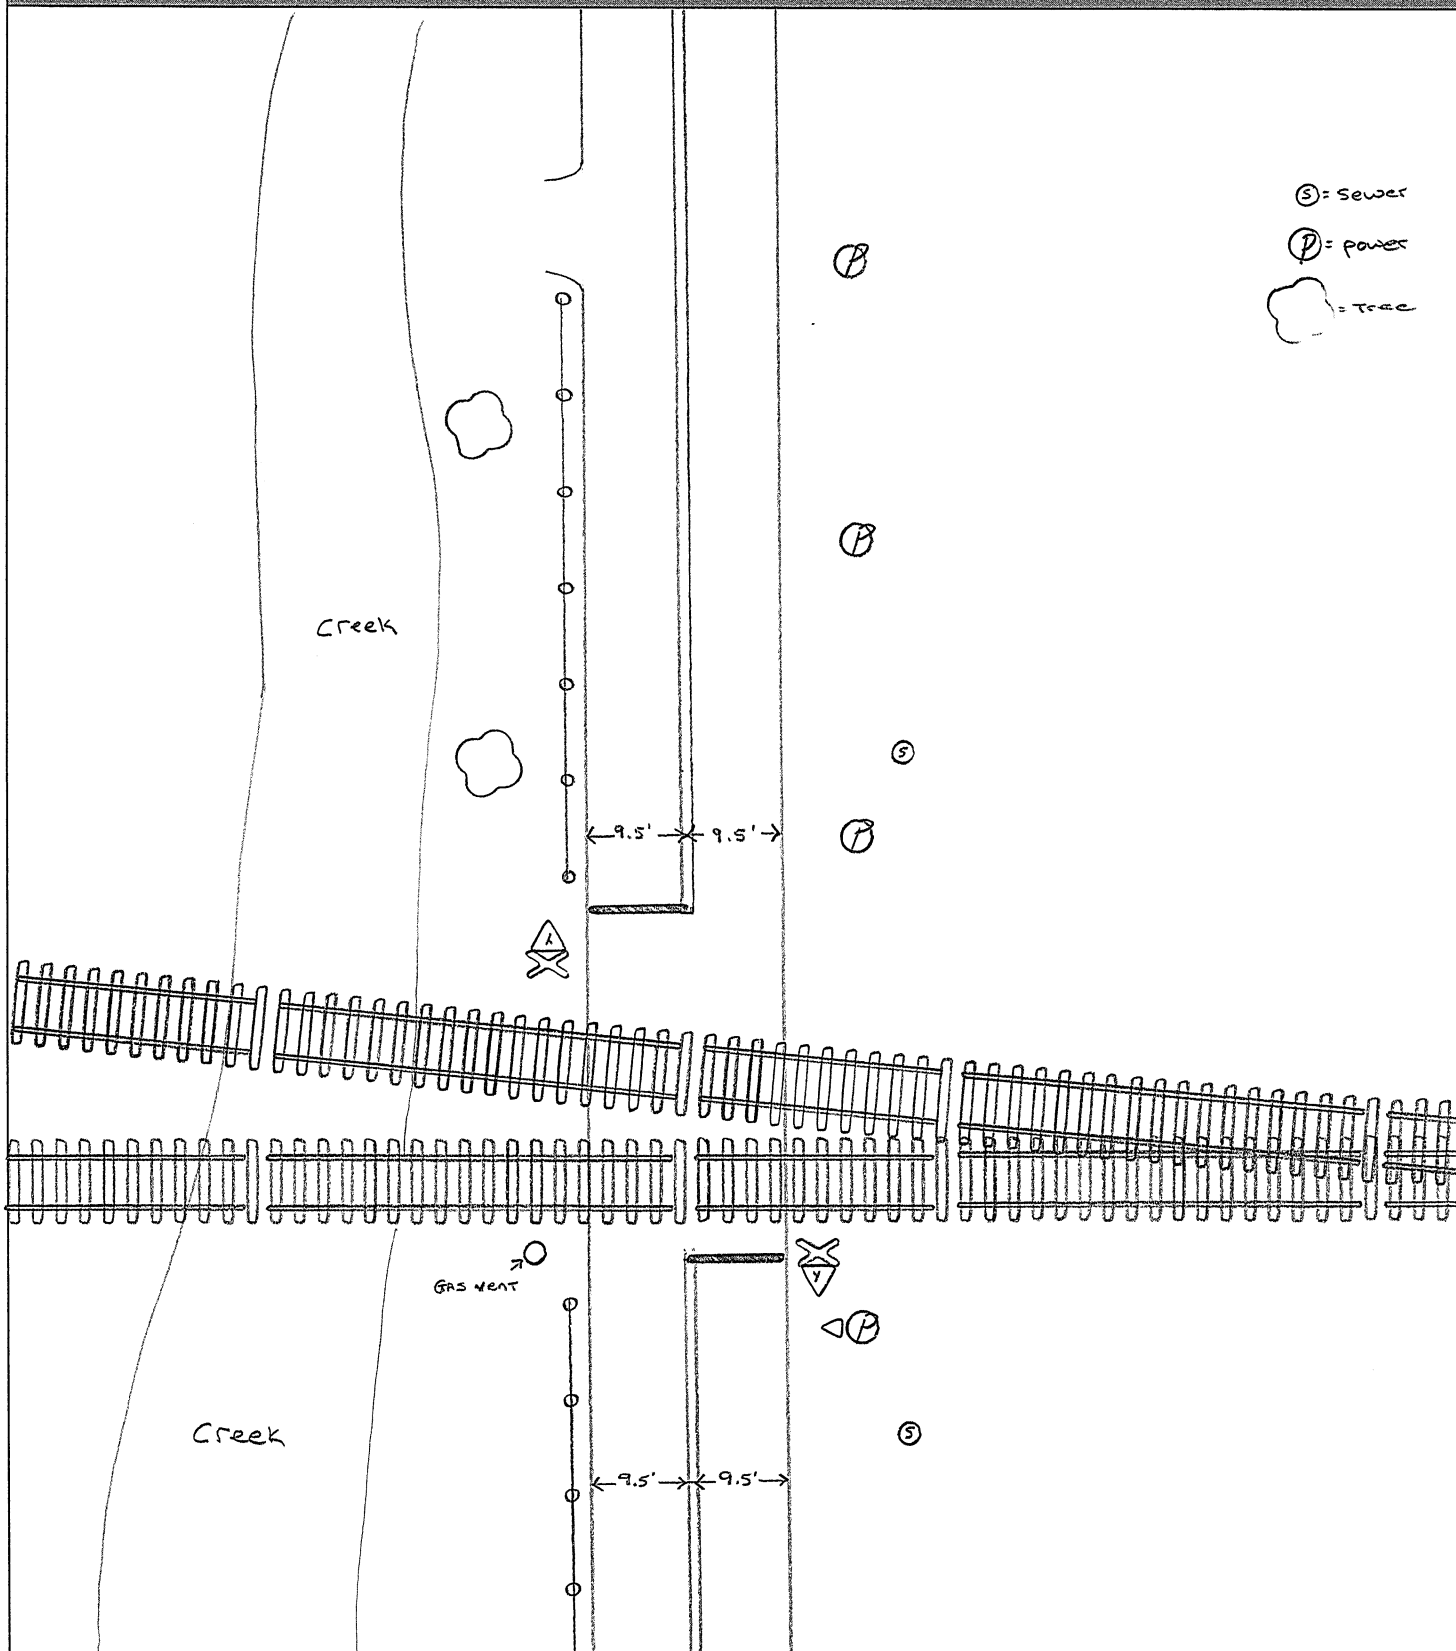 Ⓢ = sewer
Ⓟ = power
= Tree
P
P
Creek
S
9.5' 9.5'
P
GAS VENT
P
Creek
S
9.5' 9.5'